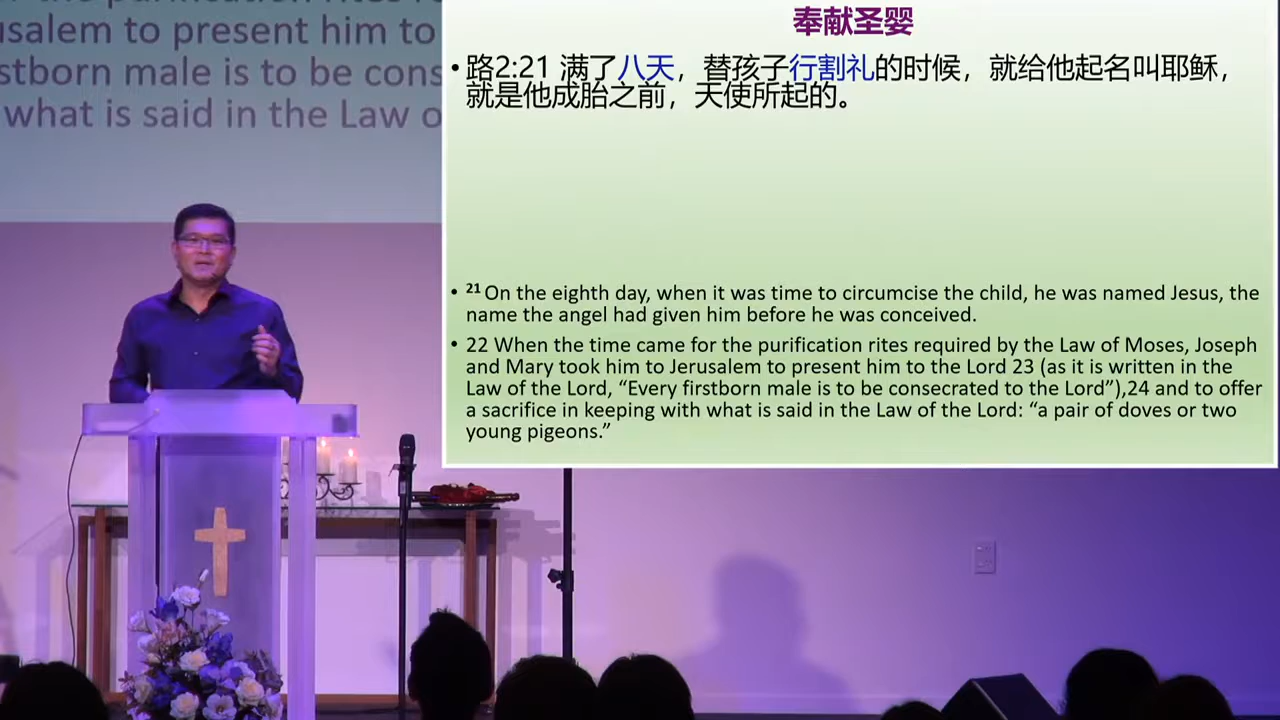 r the purification rites r
usalem to present him to
stborn male is to be cons
what is said in the Law o
奉献圣婴
• 路2:21 满了八天，替孩子行割礼的时候，就给他起名叫耶稣，
就是他成胎之前，天使所起的。
• 21 On the eighth day, when it was time to circumcise the child, he was named Jesus, the
name the angel had given him before he was conceived.
• 22 When the time came for the purification rites required by the Law of Moses, Joseph
and Mary took him to Jerusalem to present him to the Lord 23 (as it is written in the
Law of the Lord, “Every firstborn male is to be consecrated to the Lord”),24 and to offer
a sacrifice in keeping with what is said in the Law of the Lord: “a pair of doves or two
young pigeons.”